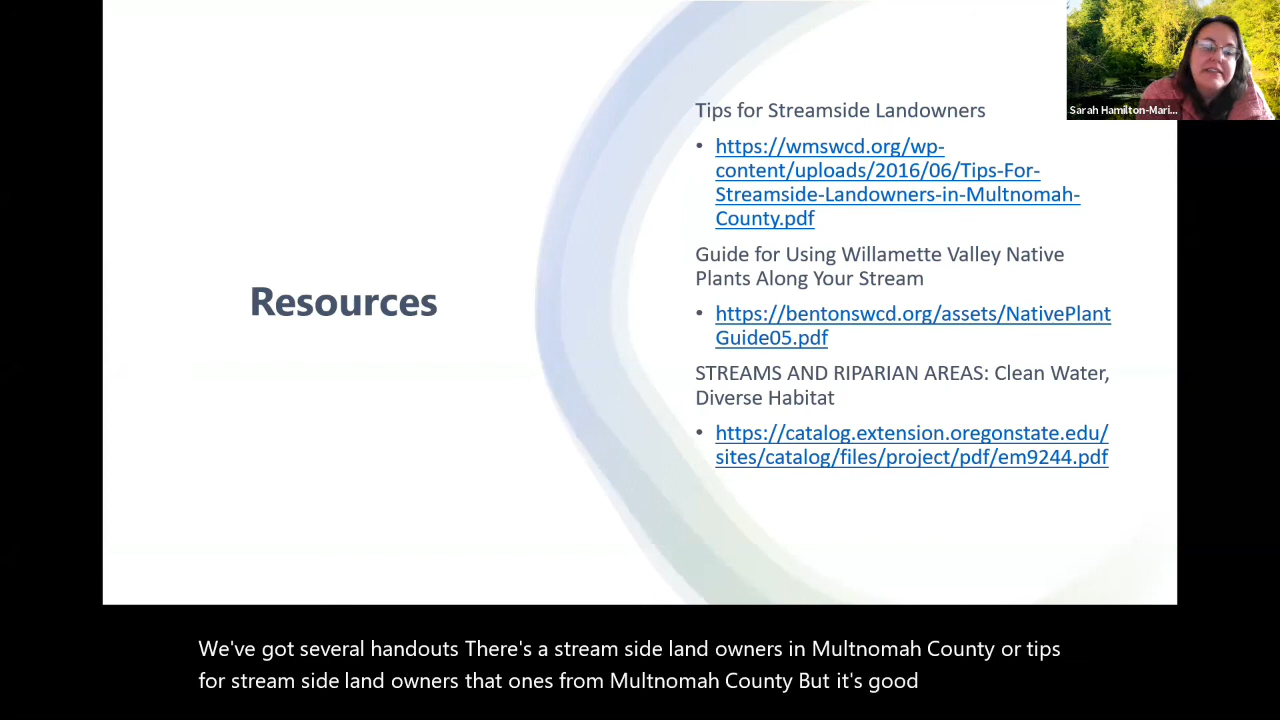 Resources
Tips for Streamside Landowners
• https://wmswcd.org/wp-
content/uploads/2016/06/Tips-For-
Streamside-Landowners-in-Multnomah-
County.pdf
Guide for Using Willamette Valley Native
Plants Along Your Stream
• https://bentonswcd.org/assets/NativePlant
Guide05.pdf
STREAMS AND RIPARIAN AREAS: Clean Water,
Diverse Habitat
• https://catalog.extension.oregonstate.edu/
sites/catalog/files/project/pdf/em9244.pdf
Sarah Hamilton-Mari...
We've got several handouts There's a stream side land owners in Multnomah County or tips
for stream side land owners that ones from Multnomah County But it's good